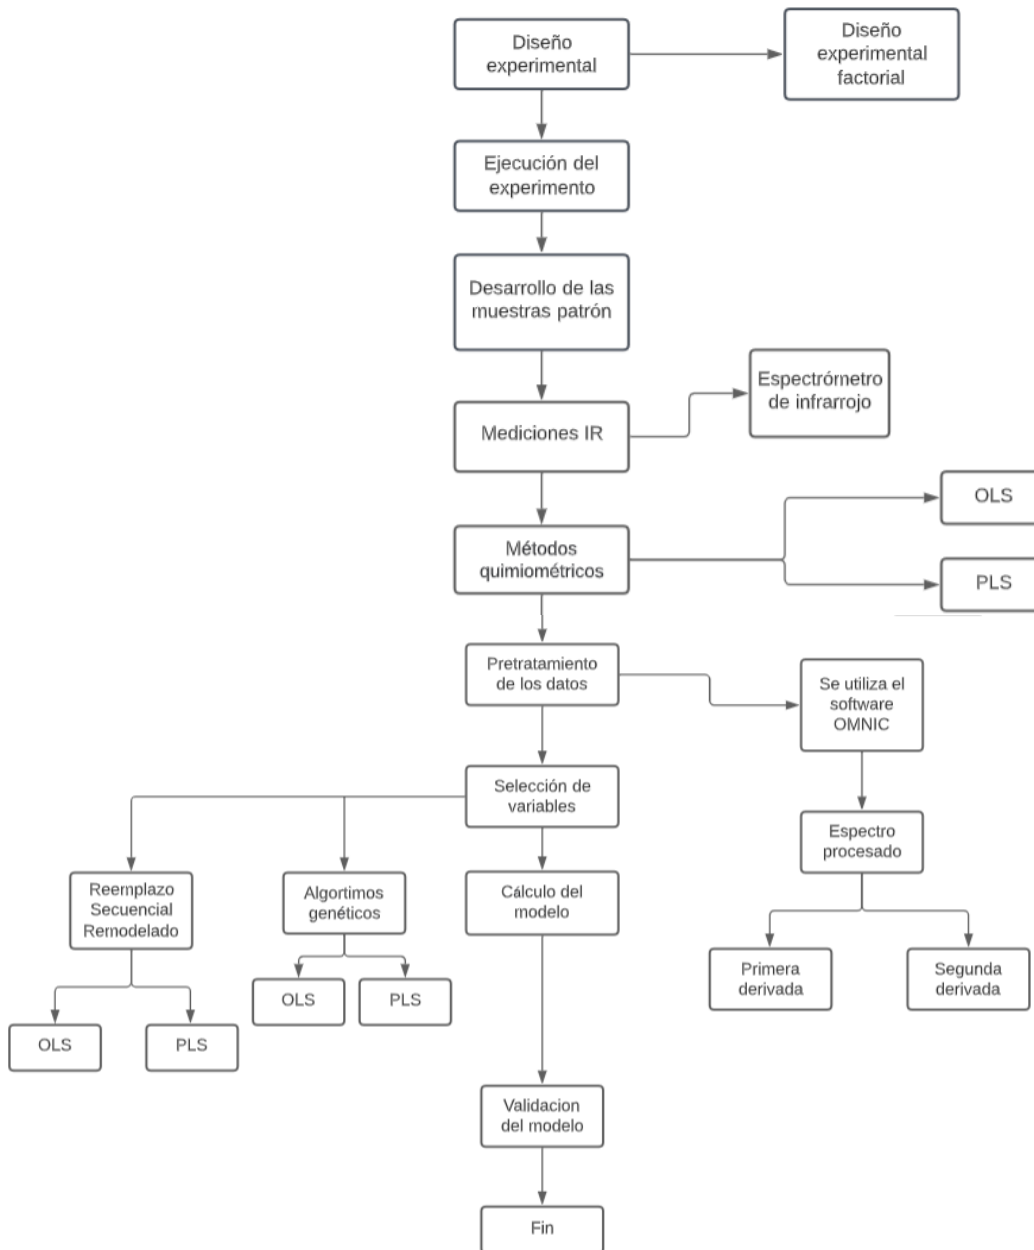 Diseño
experimental
Diseño
experimental
factorial
Ejecución del
experimento
Desarrollo de las
muestras patrón
Espectrómetro
de infrarrojo
Mediciones IR
OLS
Métodos
quimiométricos
PLS
Pretratamiento
de los datos
Se utiliza el
software
OMNIC
Selección de
variables
Espectro
procesado
Reemplazo
Secuencial
Remodelado
Algortimos
genéticos
Cálculo del
modelo
Primera
derivada
Segunda
derivada
OLS
PLS
OLS
PLS
Validacion
del modelo
Fin